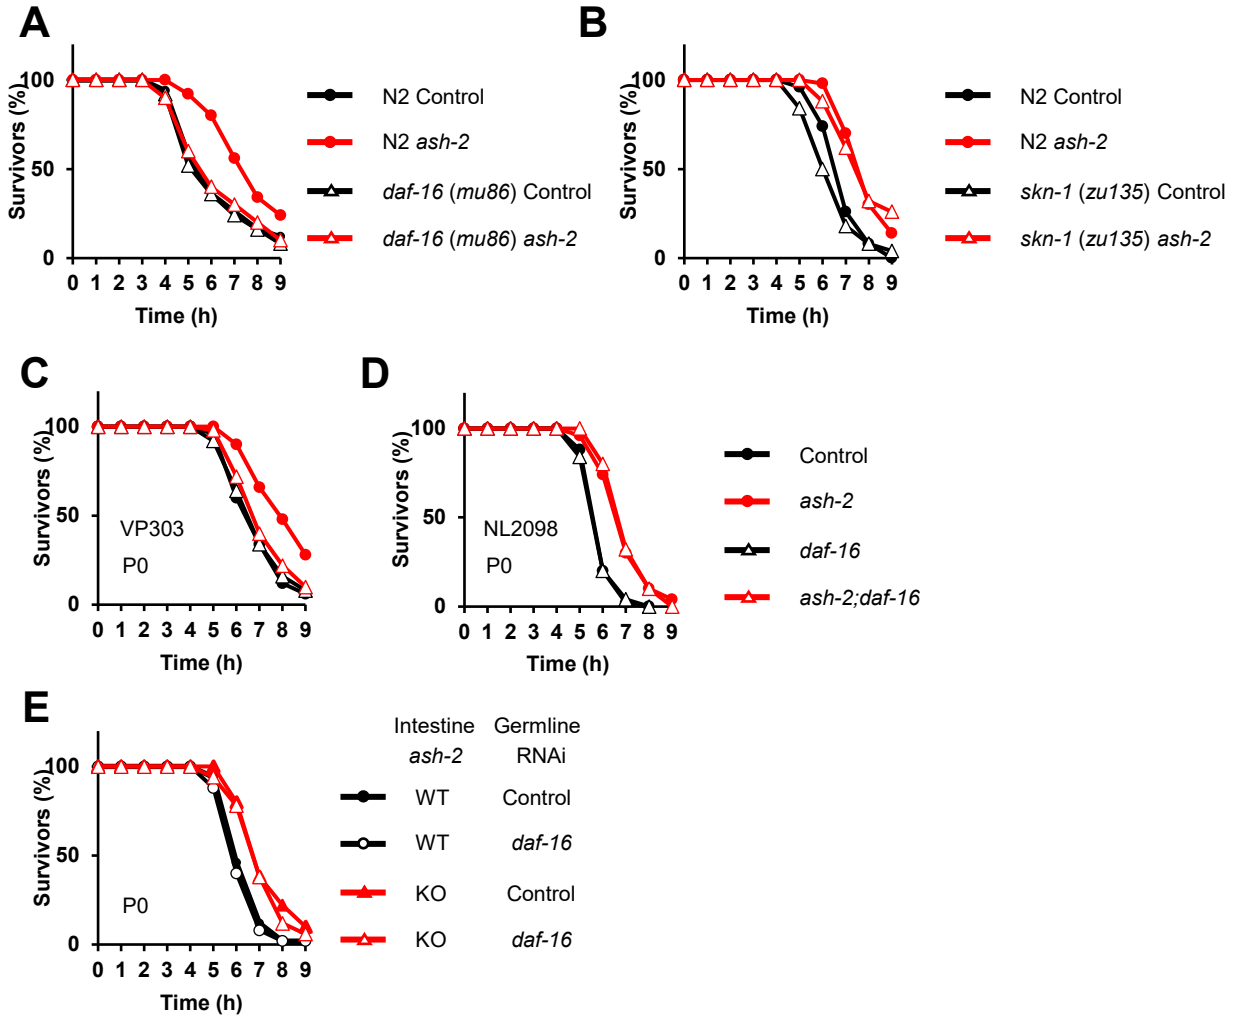 A
Survivors (%)
100
50
0
0 1 2 3 4 5 6 7 8 9
Time (h)
N2 Control
N2 ash-2
daf-16 (mu86) Control
daf-16 (mu86) ash-2
B
Survivors (%)
100
50
0
0 1 2 3 4 5 6 7 8 9
Time (h)
N2 Control
N2 ash-2
skn-1 (zu135) Control
skn-1 (zu135) ash-2
C
Survivors (%)
100
50
0
VP303
P0
0 1 2 3 4 5 6 7 8 9
Time (h)
D
Survivors (%)
100
50
0
NL2098
P0
0 1 2 3 4 5 6 7 8 9
Time (h)
Control
ash-2
daf-16
ash-2;daf-16
E
Survivors (%)
100
50
0
P0
0 1 2 3 4 5 6 7 8 9
Time (h)
Intestine Germline
ash-2 RNAi
WT Control
WT daf-16
KO Control
KO daf-16